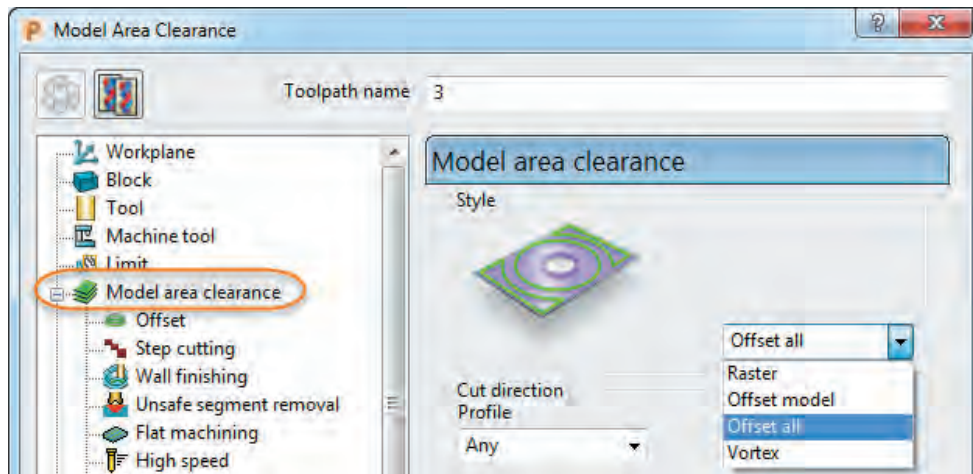 Model Area Clearance
Toolpath name 3
Workplane
Block
Tool
Machine tool
Limit
Model area clearance
Offset
Step cutting
Wall finishing
Unsafe segment removal
Flat machining
High speed
Model area clearance
Style
Offset all
Raster
Offset model
Offset all
Vortex
Cut direction
Profile
Any